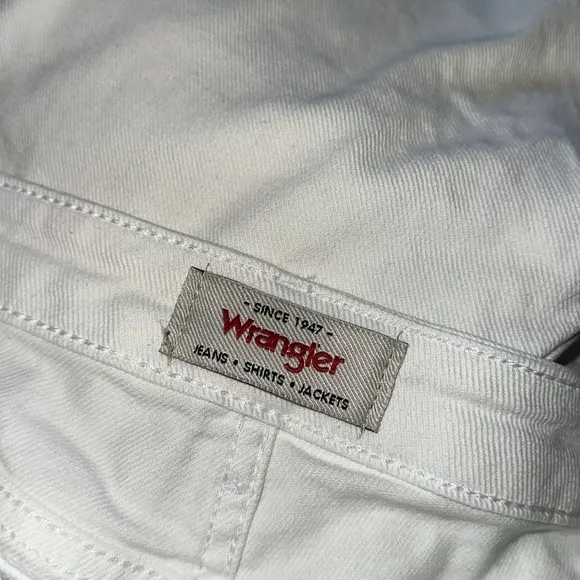 - SINCE 1947 -
Wrangler
JEANS • SHIRTS • JACKETS